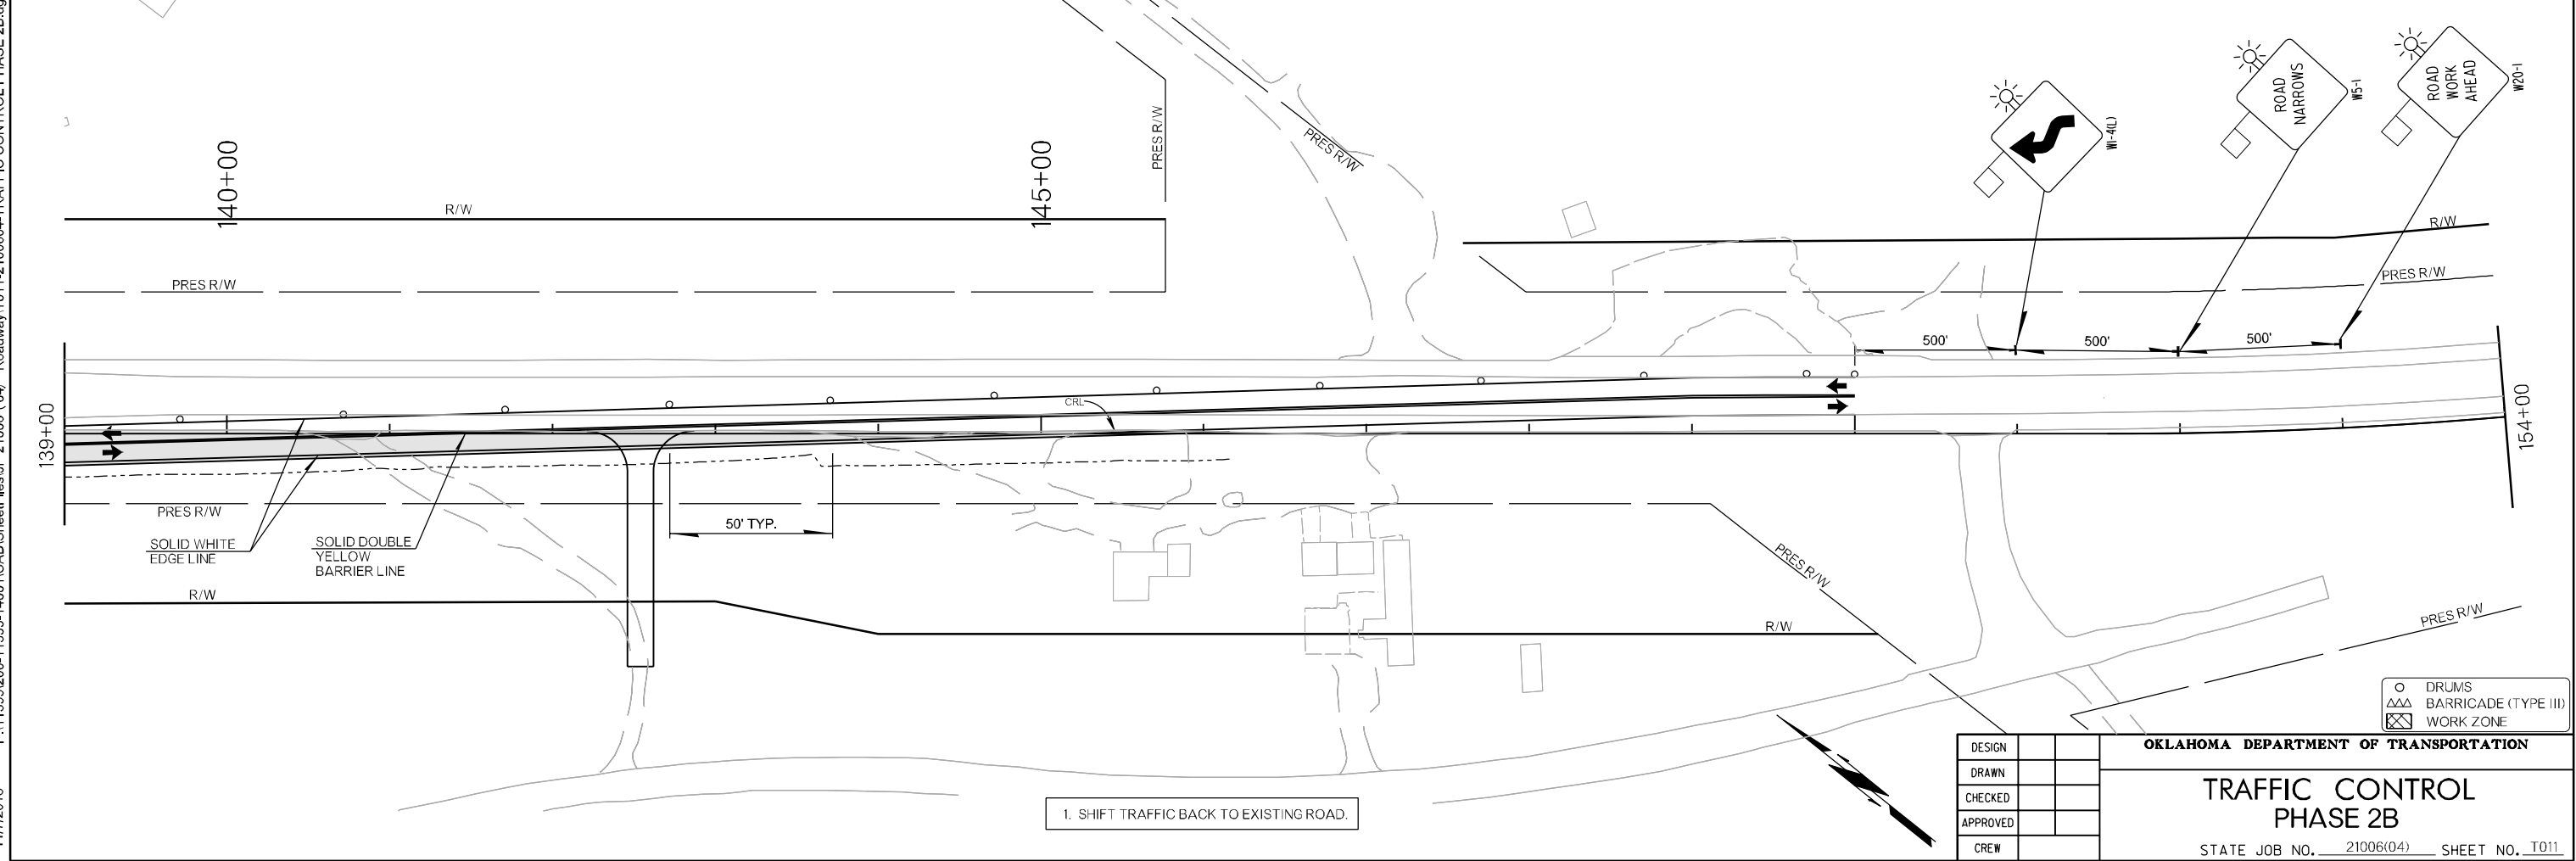 140+00
145+00
139+00
154+00
R/W
PRES R/W
PRES R/W
PRES R/W
W1-4(L)
ROAD
NARROWS
W5-1
ROAD
WORK
AHEAD
W20-1
R/W
PRES R/W
500'
500'
500'
CRL
PRES R/W
SOLID WHITE
EDGE LINE
SOLID DOUBLE
YELLOW
BARRIER LINE
50' TYP.
R/W
PRES R/W
R/W
PRES R/W
1. SHIFT TRAFFIC BACK TO EXISTING ROAD.
DRUMS
BARRICADE (TYPE III)
WORK ZONE
DESIGN
DRAWN
CHECKED
APPROVED
CREW
OKLAHOMA DEPARTMENT OF TRANSPORTATION
TRAFFIC CONTROL
PHASE 2B
STATE JOB NO. 21006(04) SHEET NO. T011